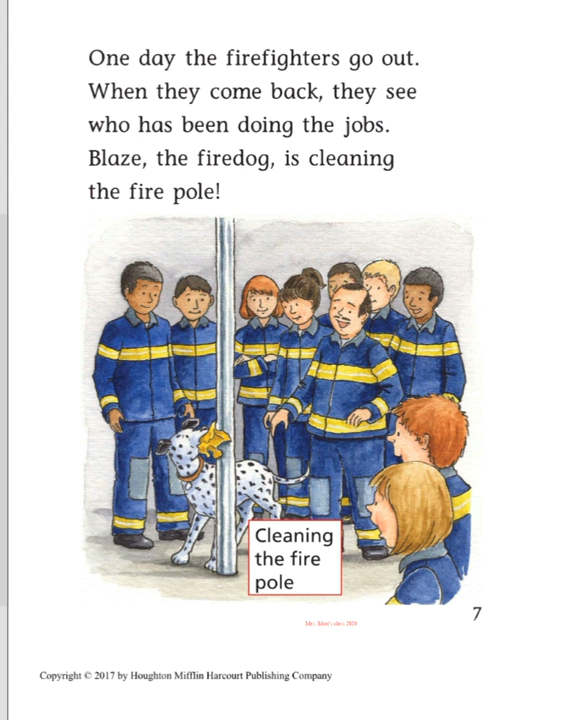 One day the firefighters go out.
When they come back, they see
who has been doing the jobs.
Blaze, the firedog, is cleaning
the fire pole!
Cleaning
the fire
pole
7
Copyright © 2017 by Houghton Mifflin Harcourt Publishing Company